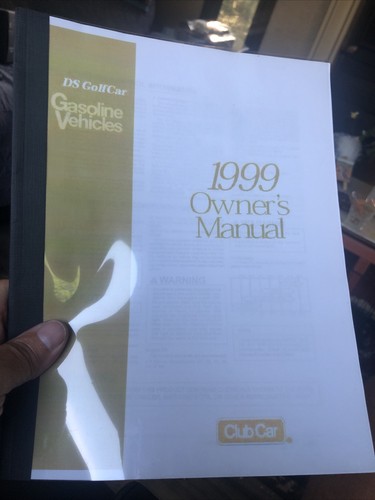 DS GolfCar
Gasoline
Vehicles
1999
Owner's
Manual
WARNING
Club Car